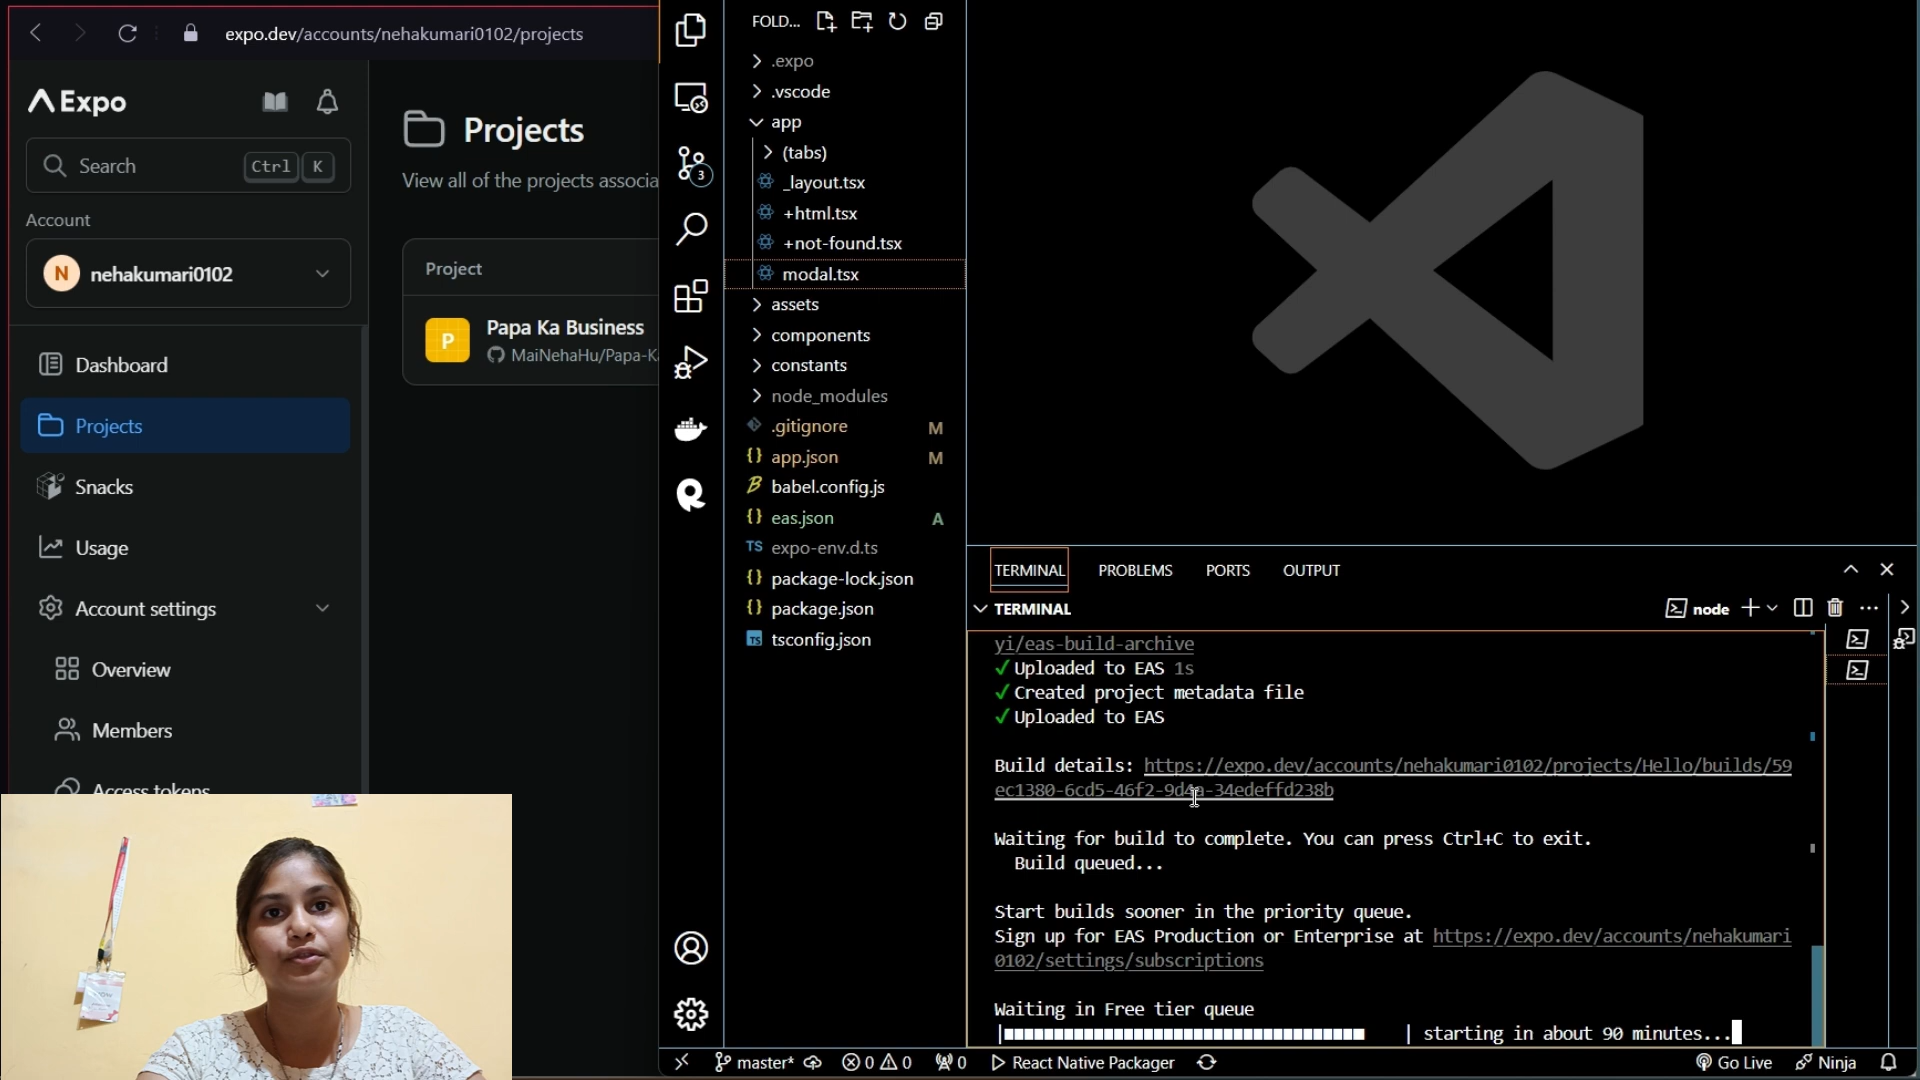 expo.dev/accounts/nehakumari0102/projects
Expo
Search Ctrl K
Account
N nehakumari0102
Dashboard
Projects
Snacks
Usage
Account settings
Overview
Members
Access tokens
Projects
View all of the projects associa
Project
P Papa Ka Business
MaiNehaHu/Papa-Ka
FOLD...
.expo
.vscode
app
(tabs)
_layout.tsx
+html.tsx
+not-found.tsx
modal.tsx
assets
components
constants
node_modules
.gitignore M
{} app.json M
babel.config.js
{} eas.json A
TS expo-env.d.ts
{} package-lock.json
{} package.json
TS tsconfig.json
3
TERMINAL PROBLEMS PORTS OUTPUT
TERMINAL node
yi/eas-build-archive
✓ Uploaded to EAS 1s
✓ Created project metadata file
✓ Uploaded to EAS
Build details: https://expo.dev/accounts/nehakumari0102/projects/Hello/builds/59
ec1380-6cd5-46f2-9d4a-34edeffd238b
Waiting for build to complete. You can press Ctrl+C to exit.
Build queued...
Start builds sooner in the priority queue.
Sign up for EAS Production or Enterprise at https://expo.dev/accounts/nehakumari
0102/settings/subscriptions
Waiting in Free tier queue
|■■■■■■■■■■■■■■■■■■■■■■■■■■■■■■■■■■■■ | starting in about 90 minutes...
master* 0 0 0 React Native Packager Go Live Ninja